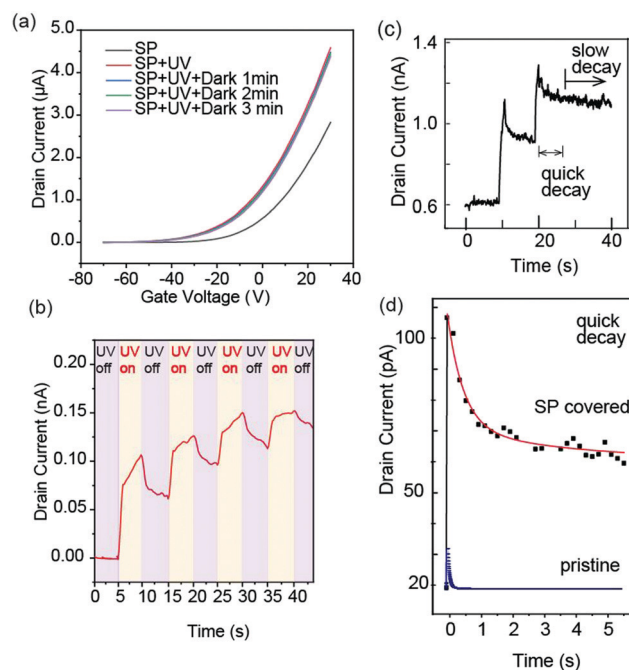 (a)
SP
SP+UV
SP+UV+Dark 1min
SP+UV+Dark 2min
SP+UV+Dark 3 min
Drain Current (μA)
5.0
4.0
3.0
2.0
1.0
0.0
-80 -60 -40 -20 0 20 40
Gate Voltage (V)
(b)
UV off
UV on
UV off
UV on
UV off
UV on
UV off
UV on
UV off
Drain Current (nA)
0.20
0.15
0.10
0.05
0.00
0 5 10 15 20 25 30 35 40
Time (s)
(c)
slow
decay
quick
decay
Drain Current (nA)
1.4
1.0
0.6
0 20 40
Time (s)
(d)
quick
decay
SP covered
pristine
Drain Current (pA)
100
50
20
0 1 2 3 4 5
Time (s)